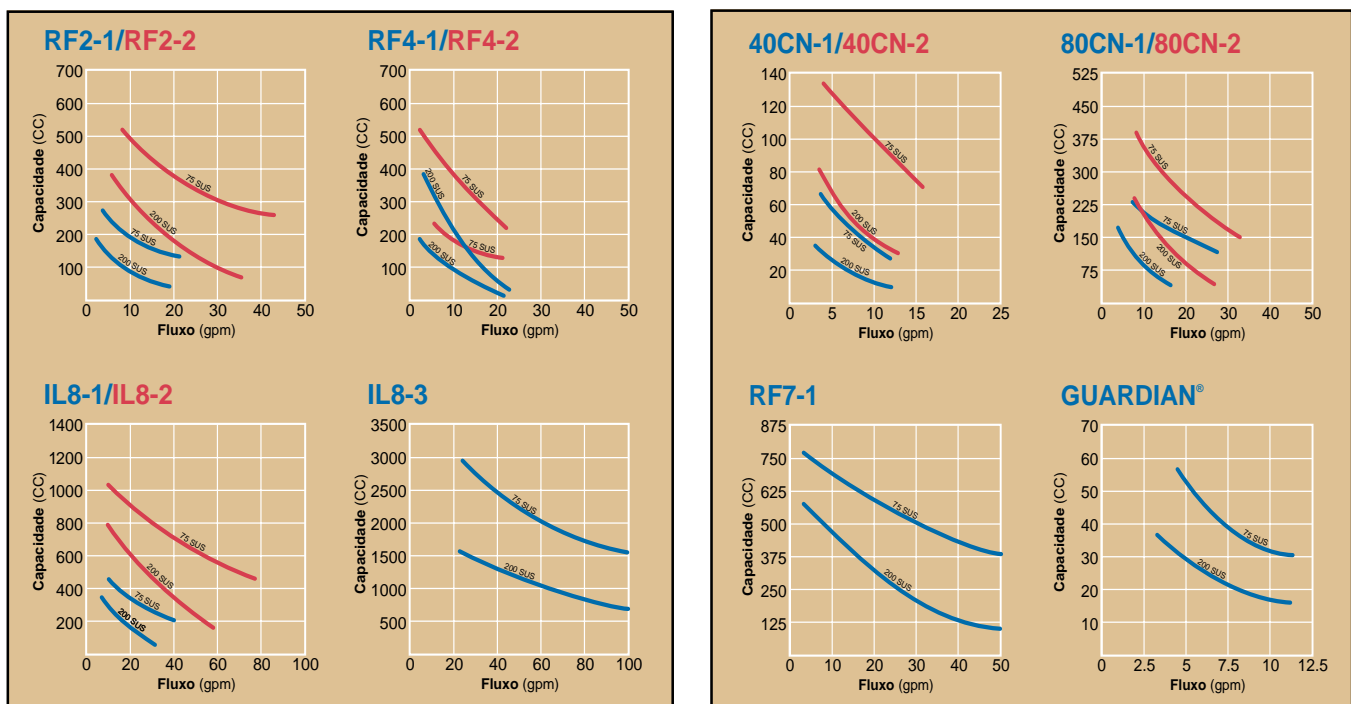 RF2-1/RF2-2
700
600
500
400
300
200
100
0 10 20 30 40 50
Capacidade (CC)
Fluxo (gpm)
75 SUS
200 SUS
75 SUS
200 SUS
RF4-1/RF4-2
700
600
500
400
300
200
100
0 10 20 30 40 50
Capacidade (CC)
Fluxo (gpm)
200 SUS
75 SUS
75 SUS
200 SUS
40CN-1/40CN-2
140
120
100
80
60
40
20
0 5 10 15 20 25
Capacidade (CC)
Fluxo (gpm)
75 SUS
200 SUS
75 SUS
200 SUS
80CN-1/80CN-2
525
450
375
300
225
150
75
0 10 20 30 40 50
Capacidade (CC)
Fluxo (gpm)
75 SUS
75 SUS
200 SUS
200 SUS
IL8-1/IL8-2
1400
1200
1000
800
600
400
200
0 20 40 60 80 100
Capacidade (CC)
Fluxo (gpm)
75 SUS
200 SUS
75 SUS
200 SUS
IL8-3
3500
3000
2500
2000
1500
1000
500
0 20 40 60 80 100
Capacidade (CC)
Fluxo (gpm)
75 SUS
200 SUS
RF7-1
875
750
625
500
375
250
125
0 10 20 30 40 50
Capacidade (CC)
Fluxo (gpm)
75 SUS
200 SUS
GUARDIAN®
70
60
50
40
30
20
10
0 2.5 5 7.5 10 12.5
Capacidade (CC)
Fluxo (gpm)
75 SUS
200 SUS